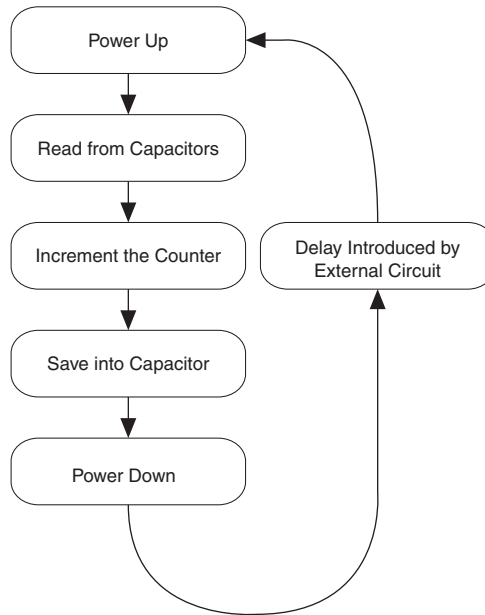 Power Up
Read from Capacitors
Increment the Counter
Delay Introduced by
External Circuit
Save into Capacitor
Power Down